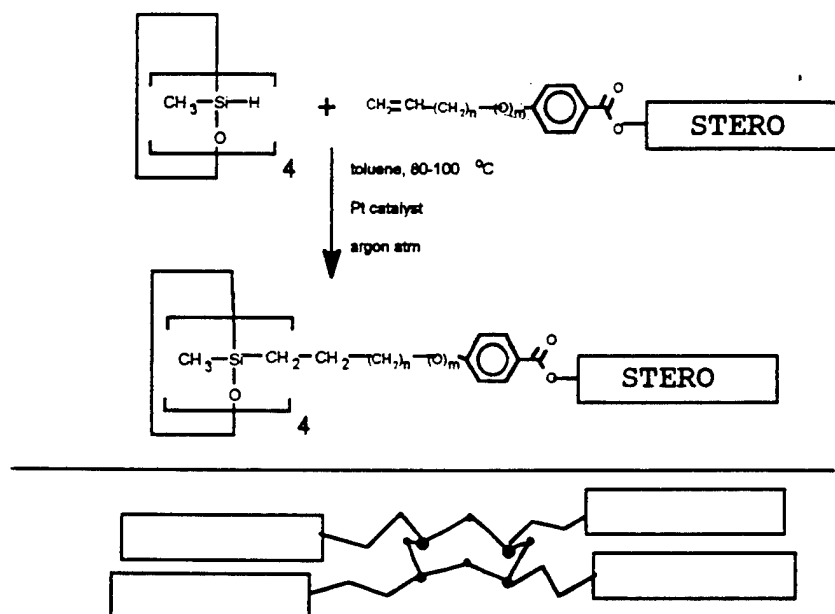 CH₃—Si—H + CH₂=CH—(CH₂)n—(O)m O O STERO
O
4
toluene, 80-100 °C
Pt catalyst
argon atm
CH₃—Si—CH₂—CH₂—(CH₂)n—(O)m O O STERO
O
4